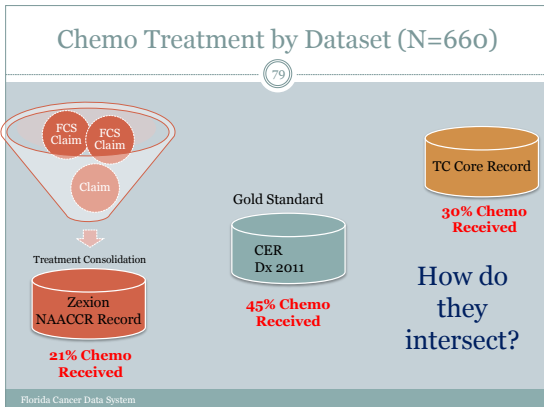 Chemo Treatment by Dataset (N=660)
79
FCS
Claim
FCS
Claim
Claim
Treatment Consolidation
Zexion
NAACCR Record
21% Chemo
Received
Gold Standard
CER
Dx 2011
45% Chemo
Received
TC Core Record
30% Chemo
Received
How do
they
intersect?
Florida Cancer Data System